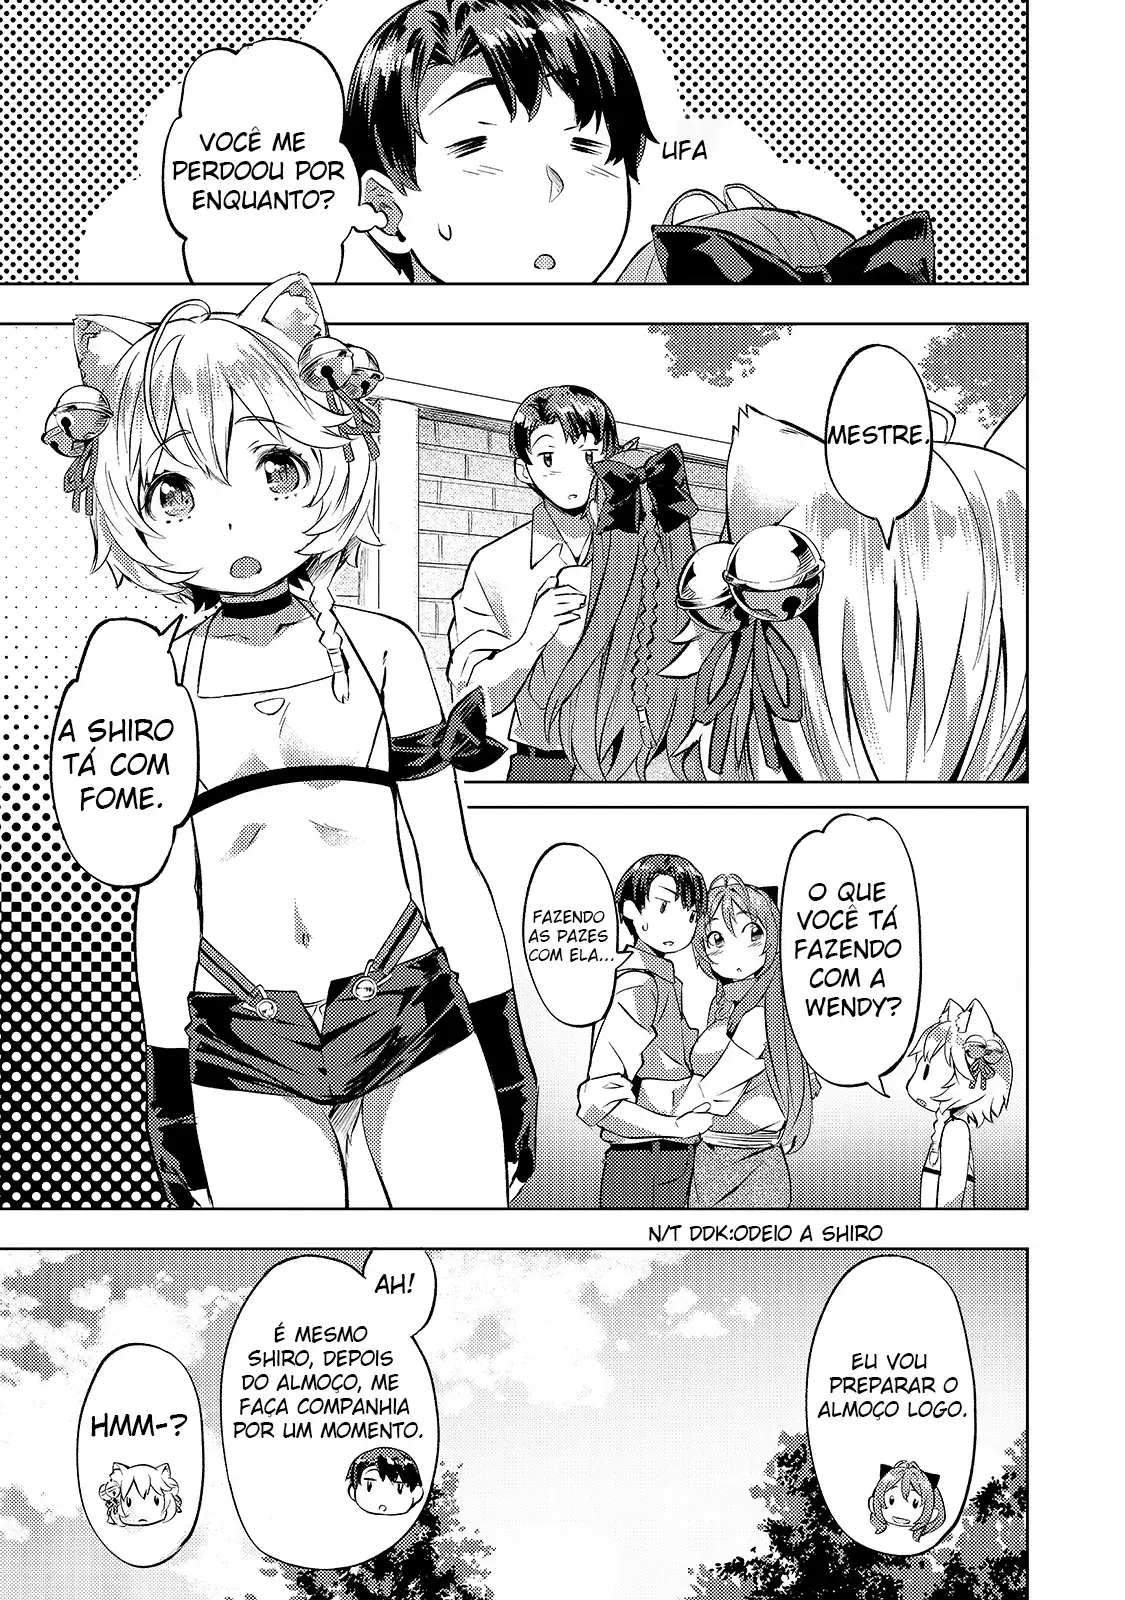 VOCÊ ME
PERDOOU POR
ENQUANTO?
UFA
MESTRE.
A SHIRO
TÁ COM
FOME.
O QUE
VOCÊ TÁ
FAZENDO
COM A
WENDY?
FAZENDO
AS PAZES
COM ELA...
N/T DDK:ODEIO A SHIRO
EU VOU
PREPARAR O
ALMOÇO LOGO.
AH!
É MESMO
SHIRO, DEPOIS
DO ALMOÇO, ME
FAÇA COMPANHIA
POR UM MOMENTO.
HMM-?